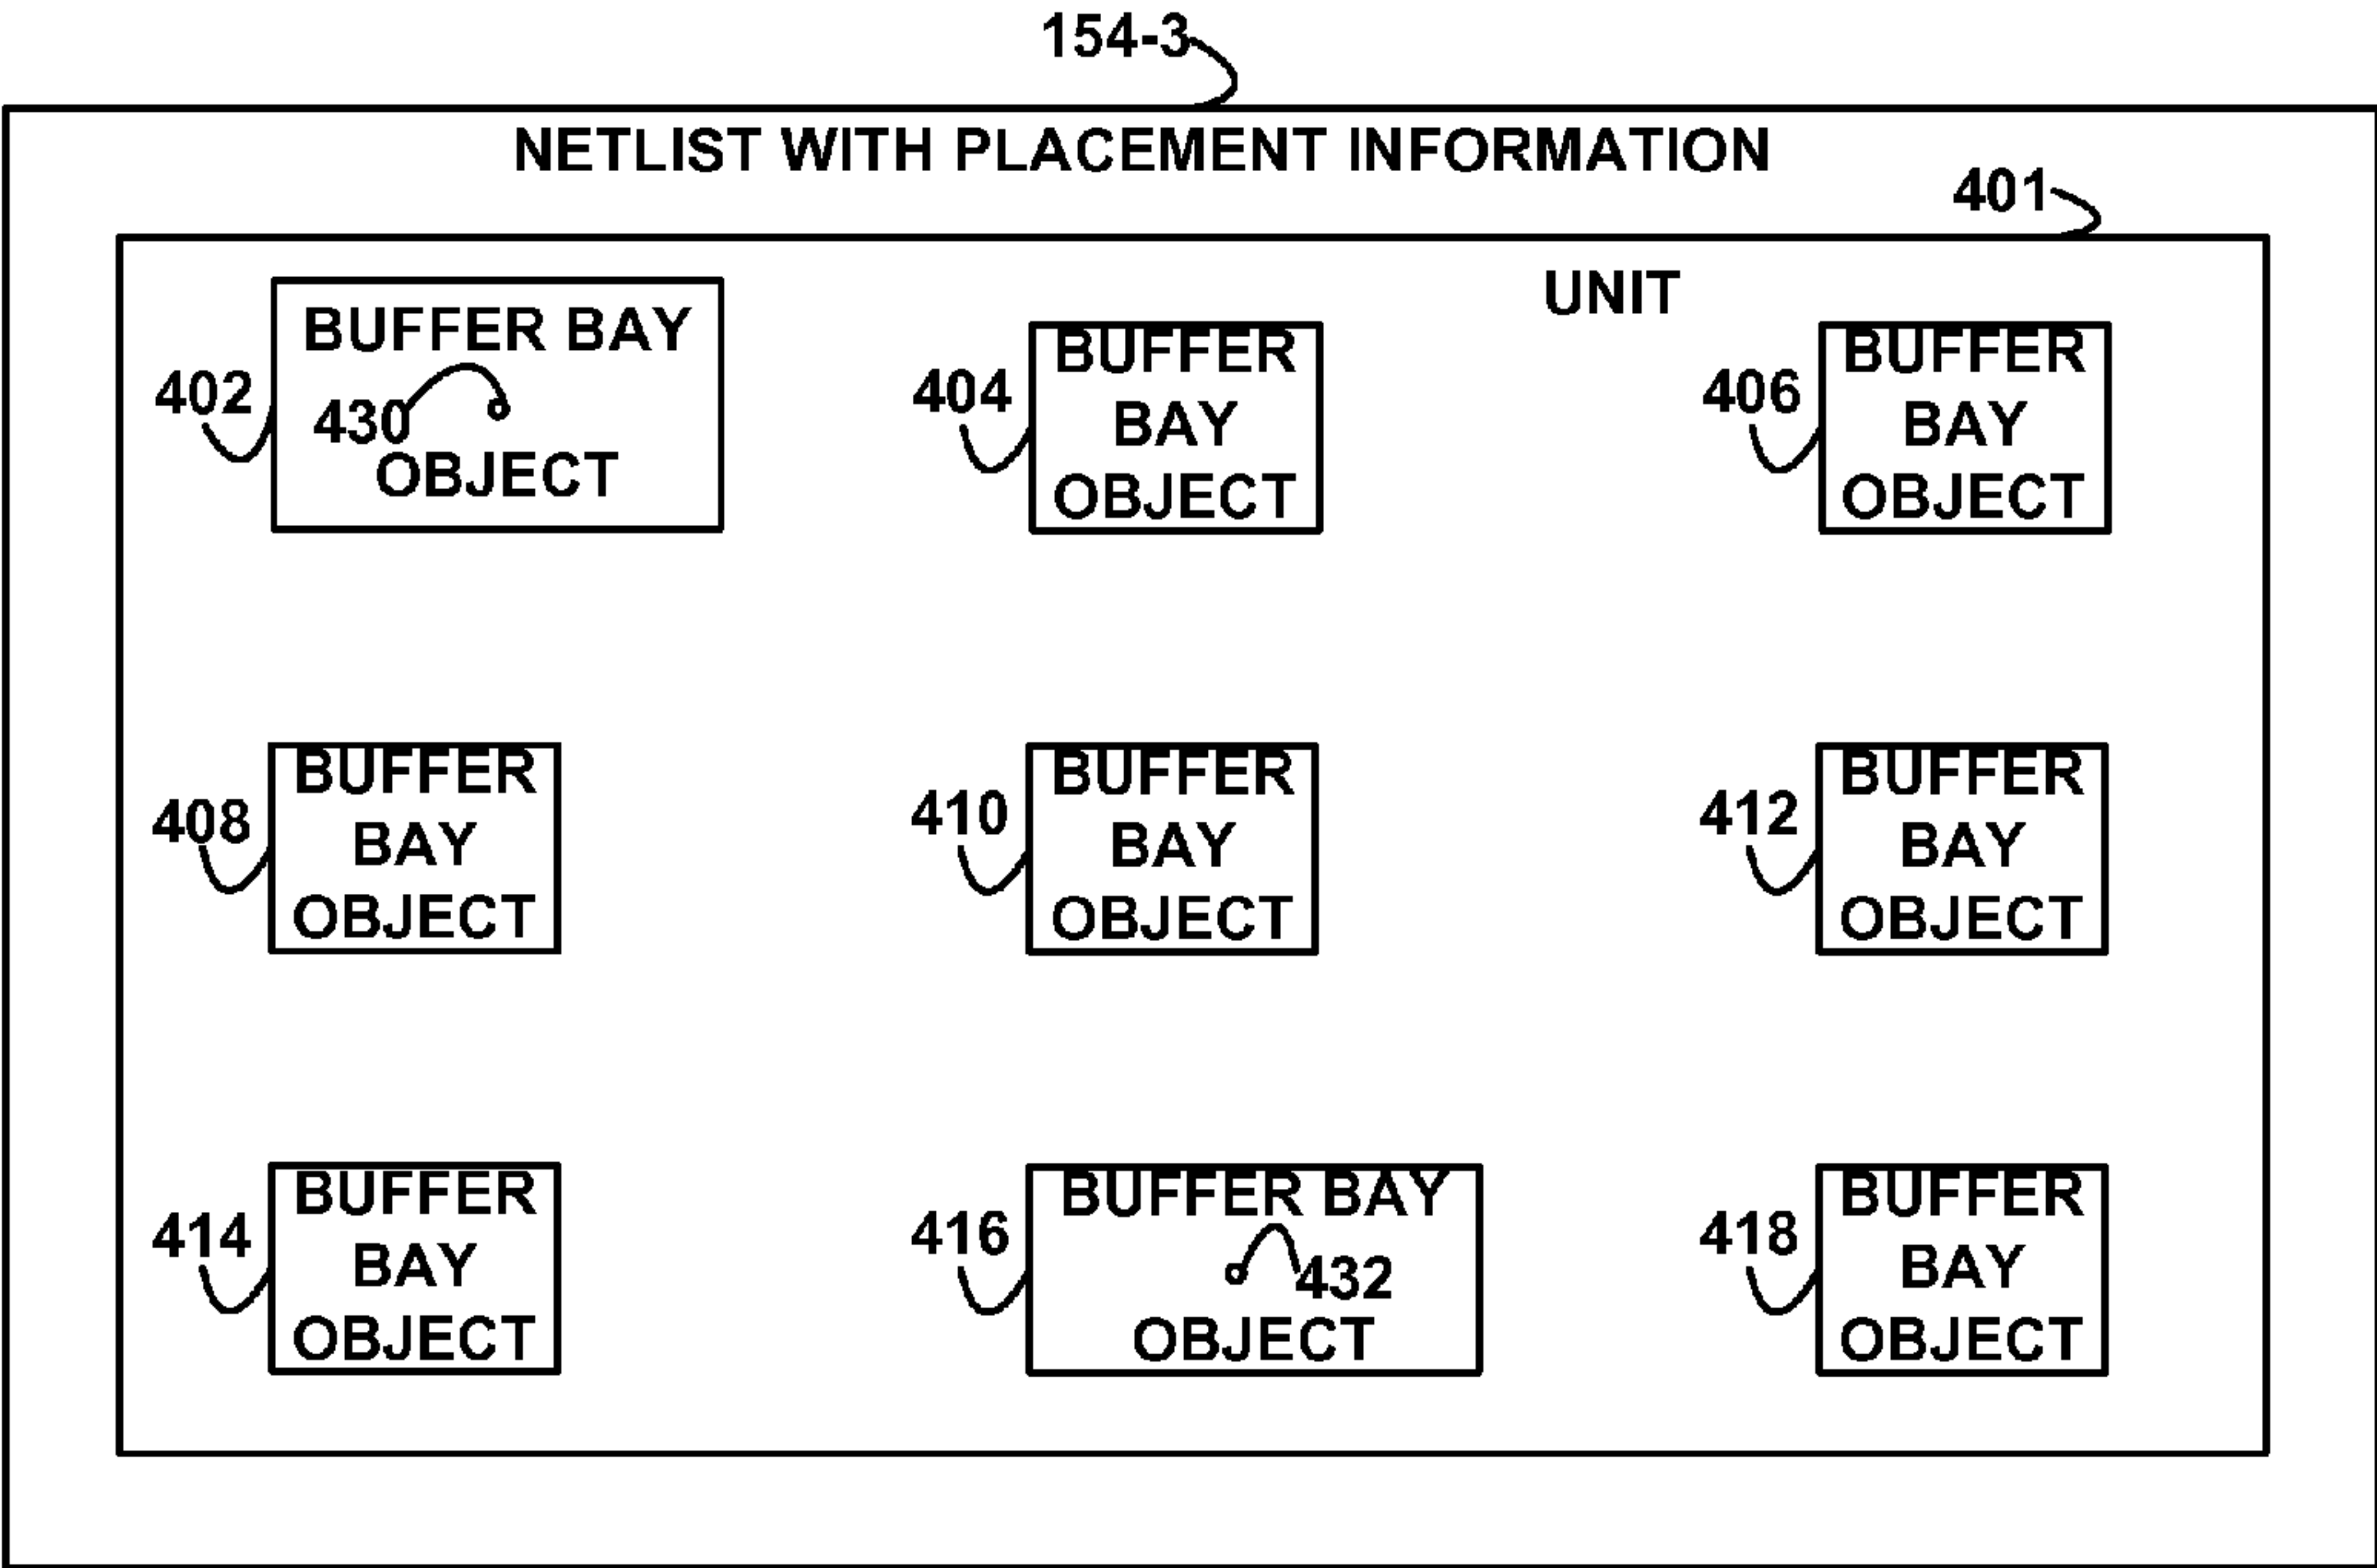 154-3
NETLIST WITH PLACEMENT INFORMATION
401
UNIT
402
BUFFER BAY
430
OBJECT
404
BUFFER
BAY
OBJECT
406
BUFFER
BAY
OBJECT
408
BUFFER
BAY
OBJECT
410
BUFFER
BAY
OBJECT
412
BUFFER
BAY
OBJECT
414
BUFFER
BAY
OBJECT
416
BUFFER BAY
432
OBJECT
418
BUFFER
BAY
OBJECT